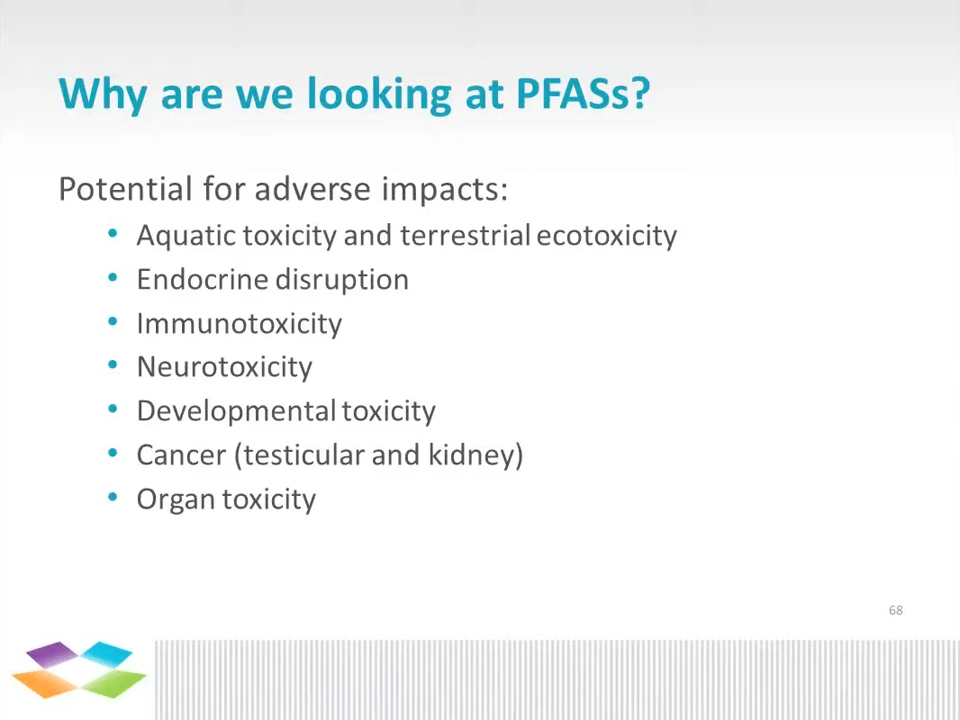 Why are we looking at PFASs?
Potential for adverse impacts:
• Aquatic toxicity and terrestrial ecotoxicity
• Endocrine disruption
• Immunotoxicity
• Neurotoxicity
• Developmental toxicity
• Cancer (testicular and kidney)
• Organ toxicity
68